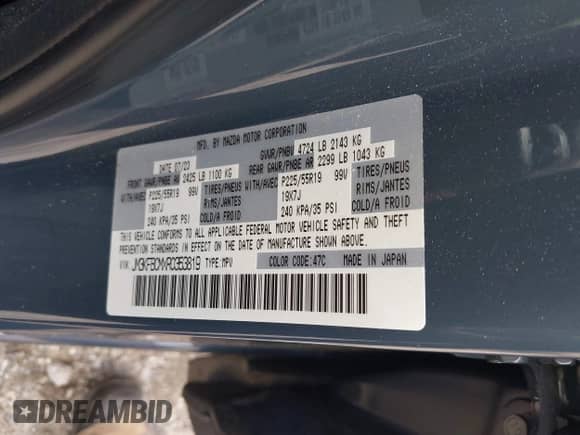 MFD. BY MAZDA MOTOR CORPORATION
DATE 07/23 GVWR/PNBV 4724 LB 2143 KG
FRONT GAWR/PNBE AV 2425 LB 1100 KG REAR GAWR/PNBE AR 2299 LB 1043 KG
WITH/AVEC P225/55R19 99V TIRES/PNEUS WITH/AVEC P225/55R19 99V TIRES/PNEUS
19X7J RIMS/JANTES 19X7J RIMS/JANTES
240 KPA/35 PSI COLD/A FROID 240 KPA/35 PSI COLD/A FROID
THIS VEHICLE CONFORMS TO ALL APPLICABLE FEDERAL MOTOR VEHICLE SAFETY AND THEFT
PREVENTION STANDARDS IN EFFECT ON THE DATE OF MANUFACTURE SHOWN ABOVE.
VIN: TYPE: MPV COLOR CODE: 47C MADE IN JAPAN
DREAMBID